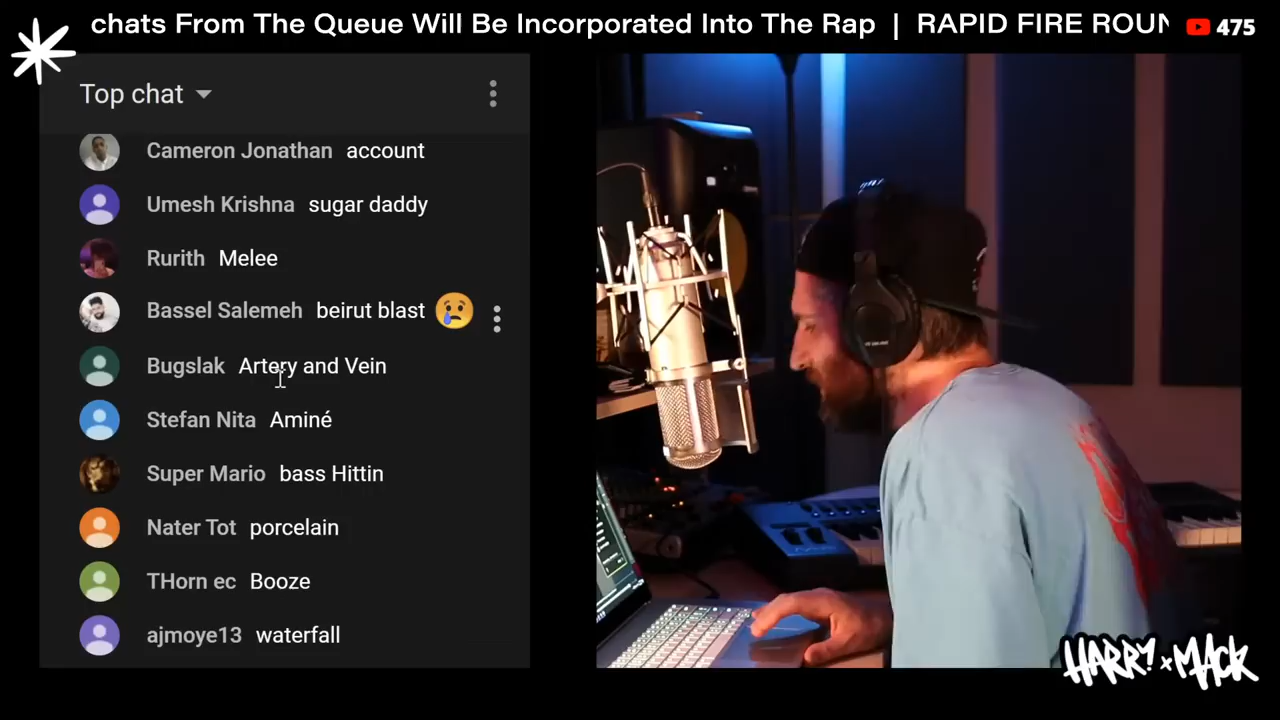 chats From The Queue Will Be Incorporated Into The Rap | RAPID FIRE ROUN
475
Top chat
Cameron Jonathan account
Umesh Krishna sugar daddy
Rurith Melee
Bassel Salemeh beirut blast 😢
Bugslak Artery and Vein
Stefan Nita Aminé
Super Mario bass Hittin
Nater Tot porcelain
THorn ec Booze
ajmoye13 waterfall
HARRY x MACK